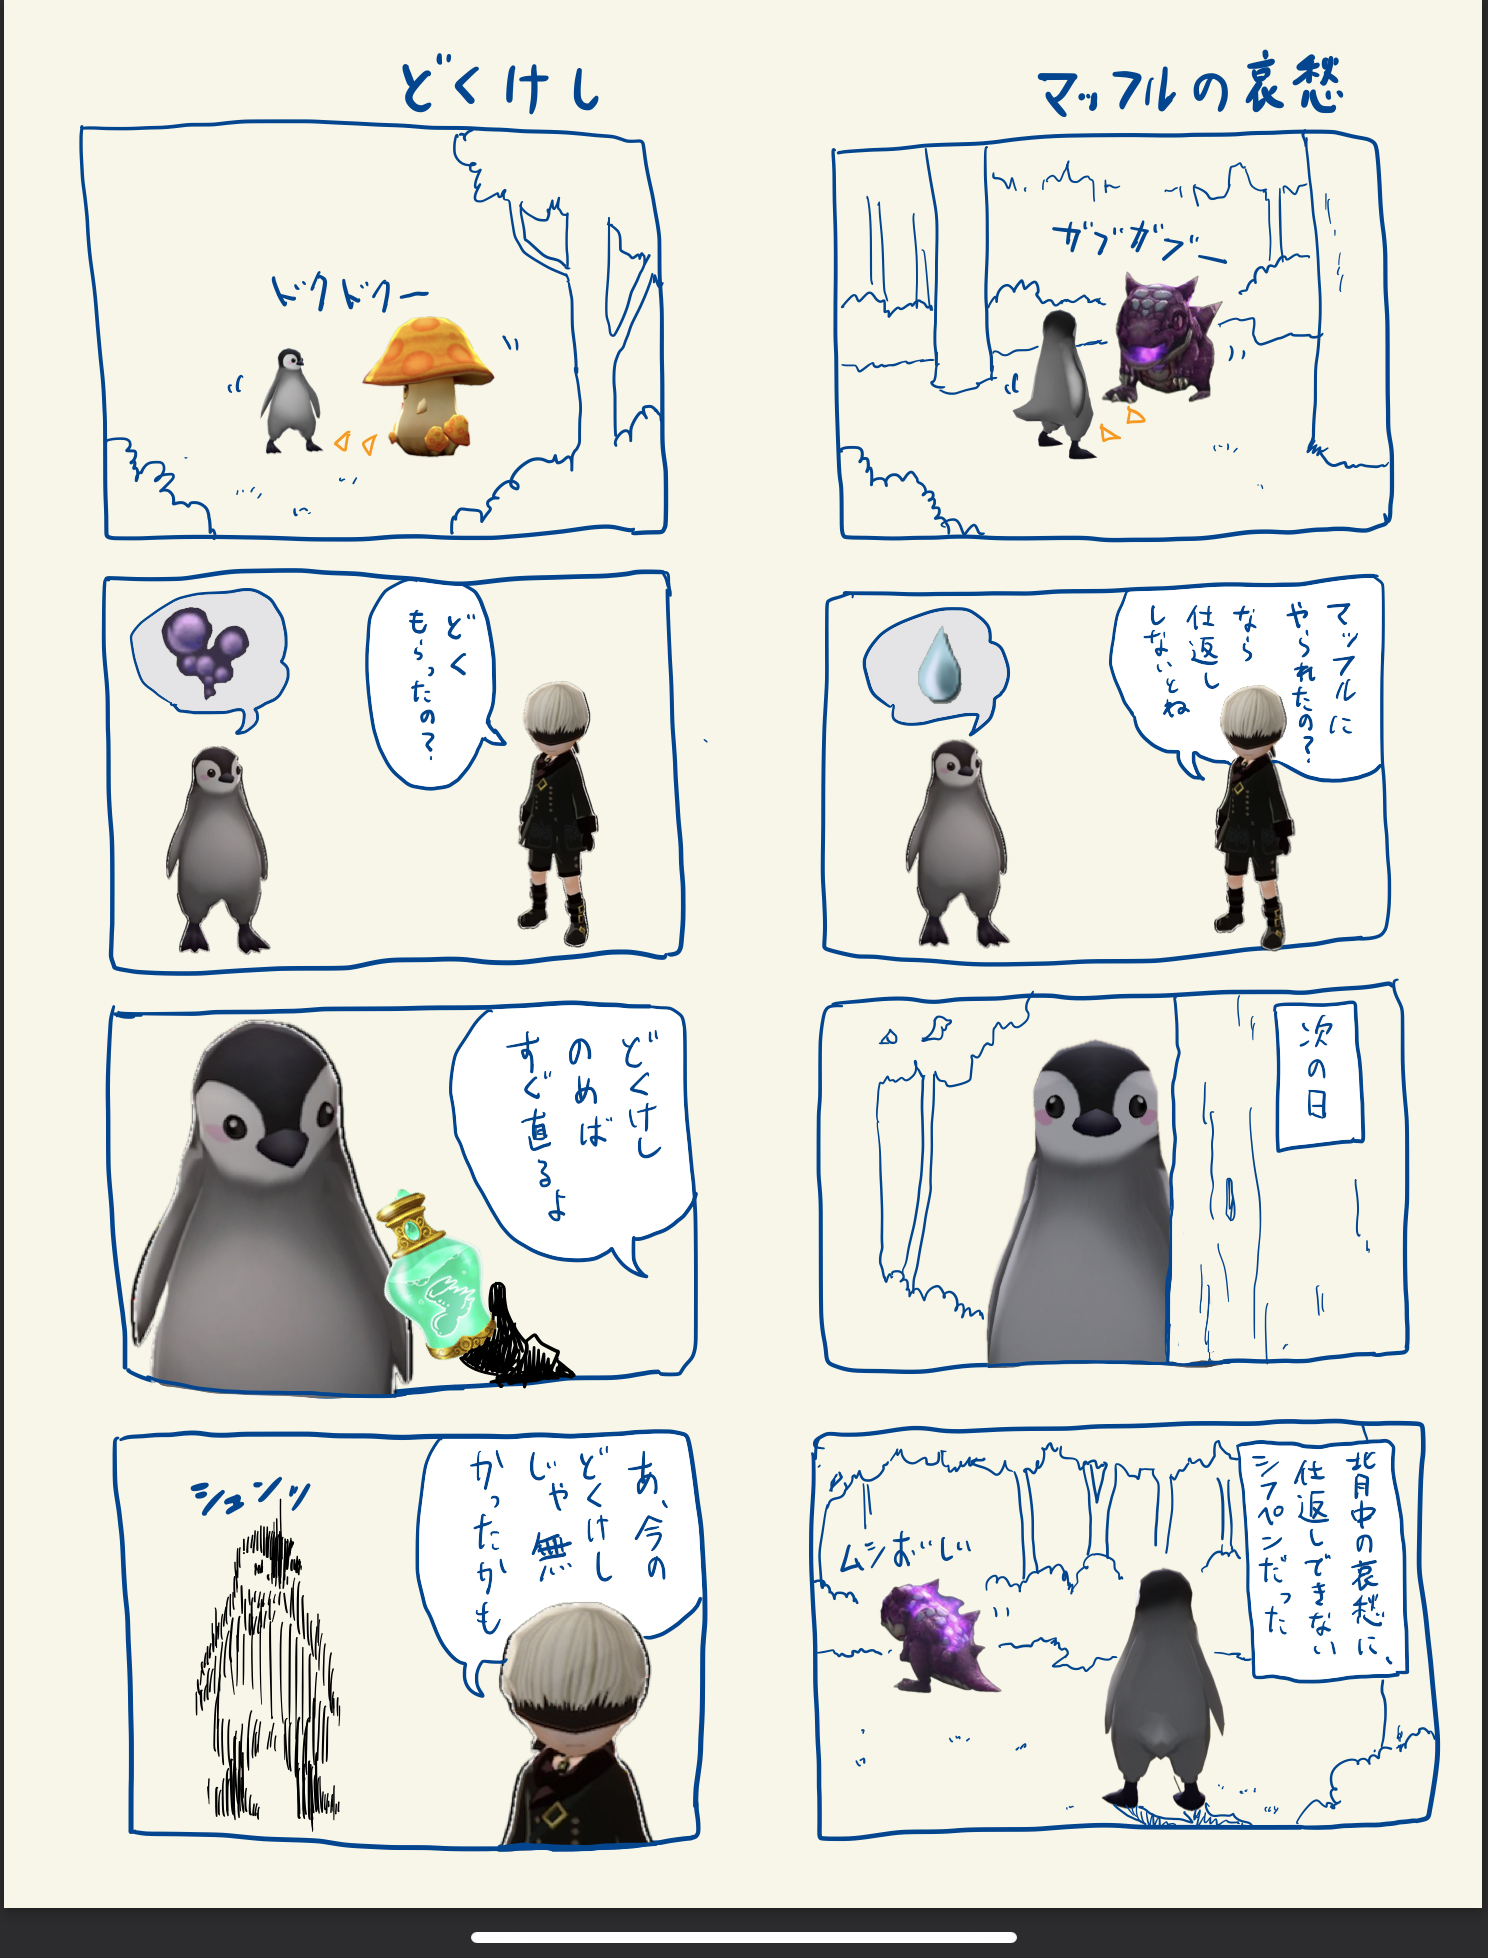 マッフルの哀愁
ガブガブー
マッフルに
やられたの?
なら
仕返し
しないとね
次の日
背中の哀愁に、
仕返しできない
シフペンだった
ムシおいしい
どくけし
ドクドクー
どく
もらったの?
どくけし
のめば
すぐ直るよ
あ、今の
どくけし
じゃ無
かったかも
シュンッ